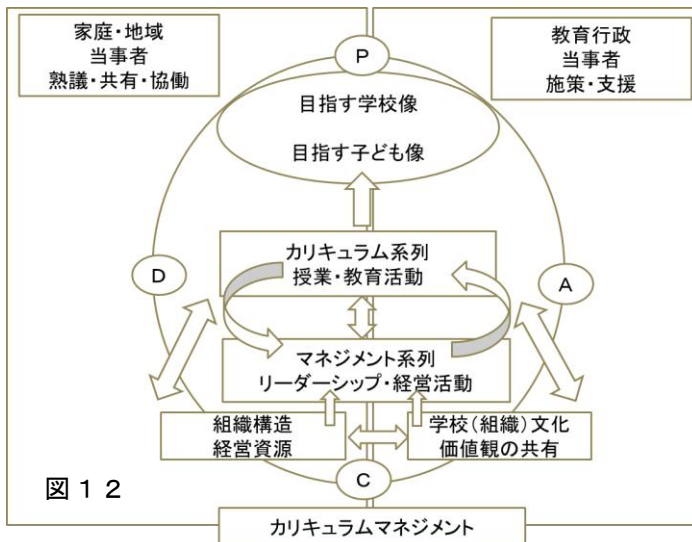 家庭・地域
当事者
熟議・共有・協働
教育行政
当事者
施策・支援
P
目指す学校像
目指す子ども像
カリキュラム系列
授業・教育活動
D
A
マネジメント系列
リーダーシップ・経営活動
組織構造
経営資源
学校(組織)文化
価値観の共有
C
図12
カリキュラムマネジメント